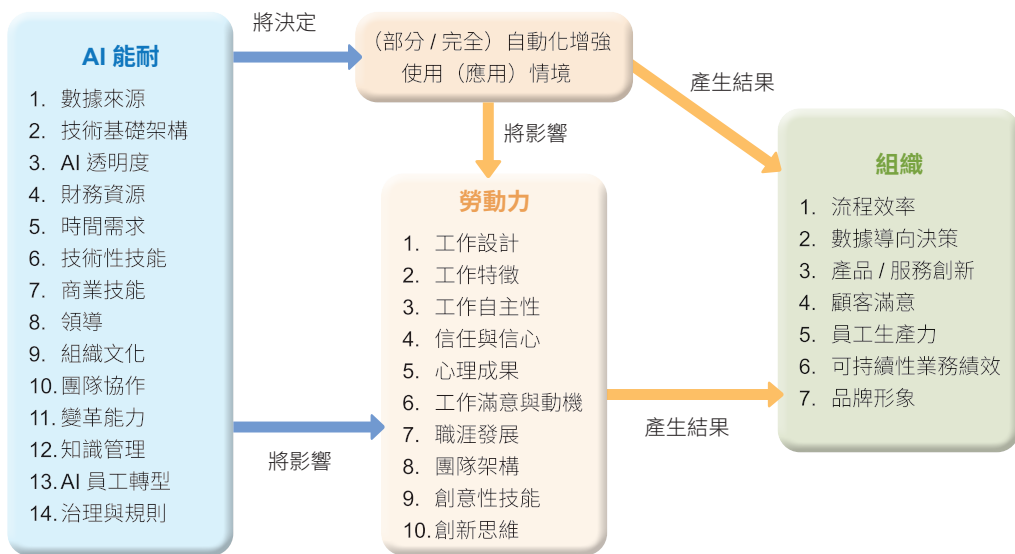 將決定
AI 能耐
1. 數據來源
2. 技術基礎架構
3. AI 透明度
4. 財務資源
5. 時間需求
6. 技術性技能
7. 商業技能
8. 領導
9. 組織文化
10. 團隊協作
11. 變革能力
12. 知識管理
13. AI 員工轉型
14. 治理與規則
(部分 / 完全) 自動化增強
使用 (應用) 情境
將影響
產生結果
將影響
勞動力
1. 工作設計
2. 工作特徵
3. 工作自主性
4. 信任與信心
5. 心理成果
6. 工作滿意與動機
7. 職涯發展
8. 團隊架構
9. 創意性技能
10. 創新思維
產生結果
組織
1. 流程效率
2. 數據導向決策
3. 產品 / 服務創新
4. 顧客滿意
5. 員工生產力
6. 可持續性業務績效
7. 品牌形象